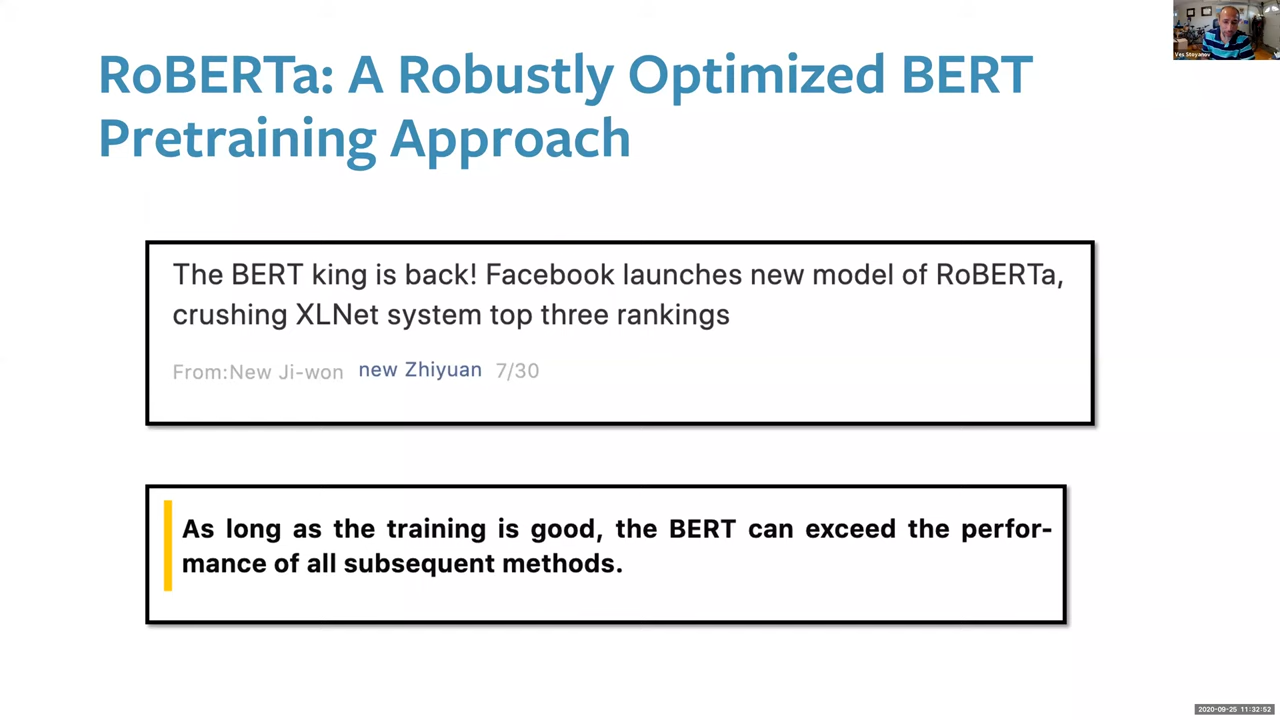 RoBERTa: A Robustly Optimized BERT
Pretraining Approach
Ves Stoyanov
The BERT king is back! Facebook launches new model of RoBERTa,
crushing XLNet system top three rankings
From:New Ji-won new Zhiyuan 7/30
As long as the training is good, the BERT can exceed the perfor-
mance of all subsequent methods.
2020-09-25 11:32:52